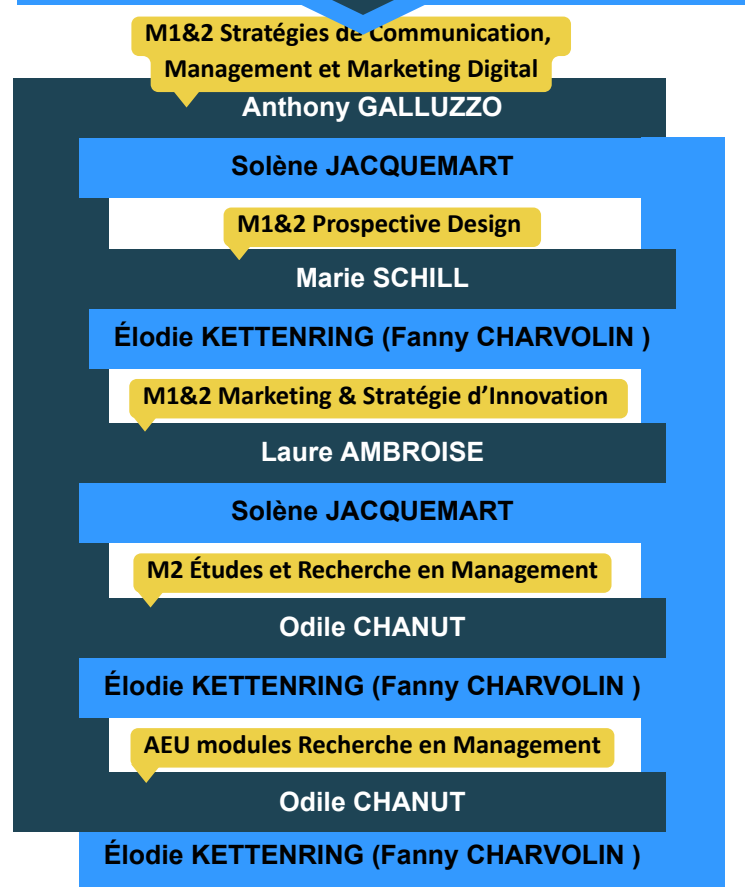 M1&2 Stratégies de Communication,
Management et Marketing Digital
Anthony GALLUZZO
Solène JACQUEMART
M1&2 Prospective Design
Marie SCHILL
Élodie KETTENRING (Fanny CHARVOLIN )
M1&2 Marketing & Stratégie d’Innovation
Laure AMBROISE
Solène JACQUEMART
M2 Études et Recherche en Management
Odile CHANUT
Élodie KETTENRING (Fanny CHARVOLIN )
AEU modules Recherche en Management
Odile CHANUT
Élodie KETTENRING (Fanny CHARVOLIN )